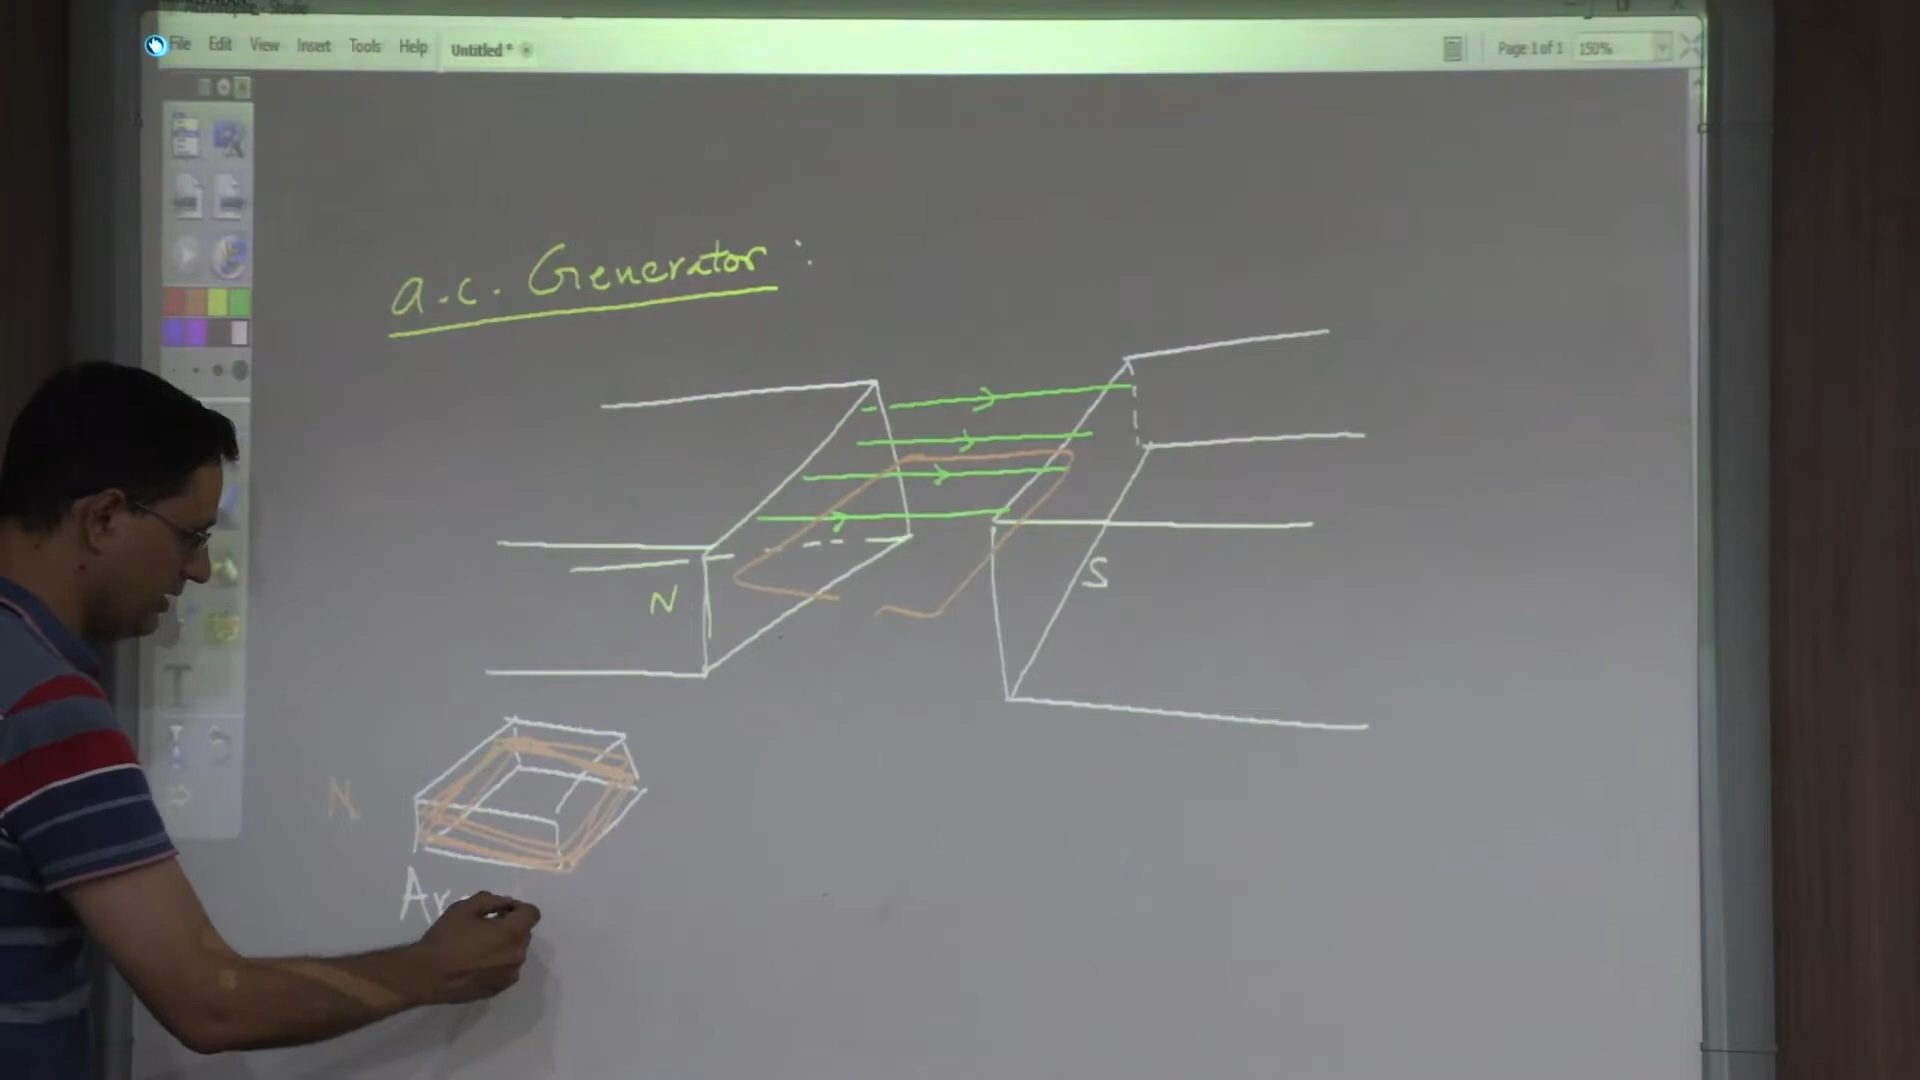 File Edit View Insert Tools Help Untitled * Page 1 of 1 150%
a.c. Generator :
N
S
N
Ar